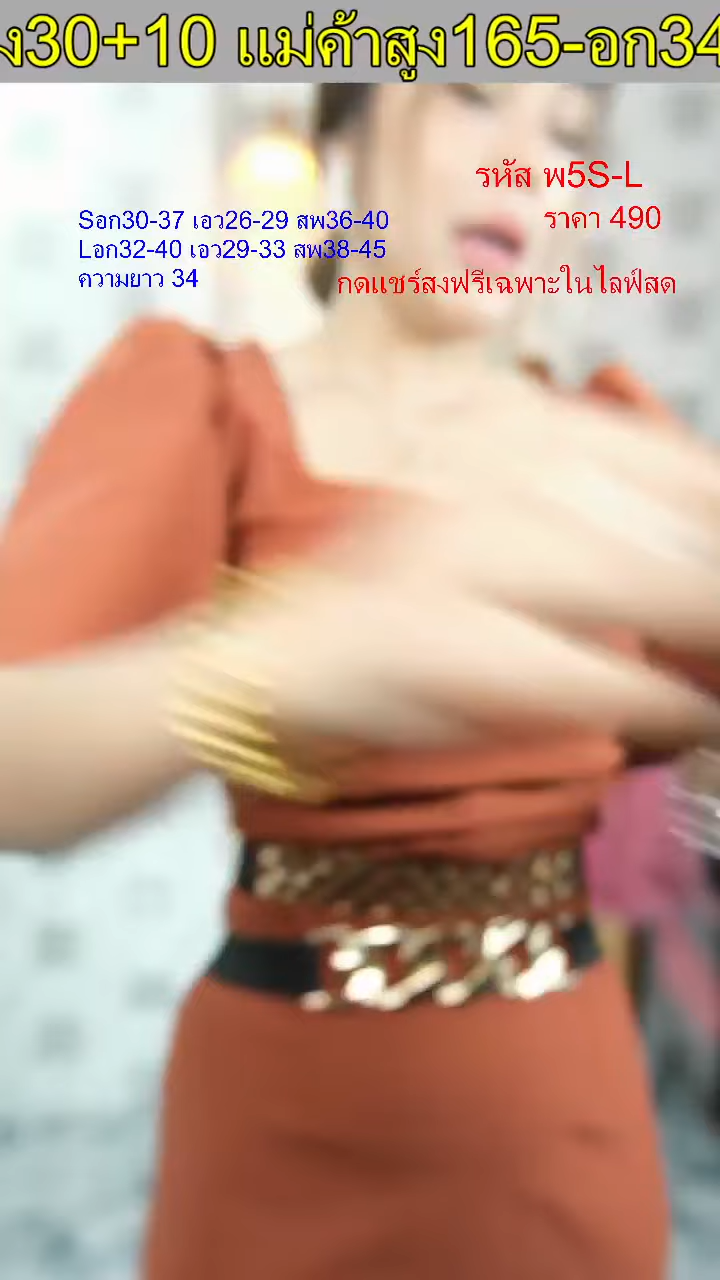 ง30+10 แม่ค้าสูง165-อก34
รหัส พ5S-L
Sอก30-37 เอว26-29 สพ36-40
ราคา 490
Lอก32-40 เอว29-33 สพ38-45
ความยาว 34
กดแชร์สงฟรีเฉพาะในไลฟ์สด